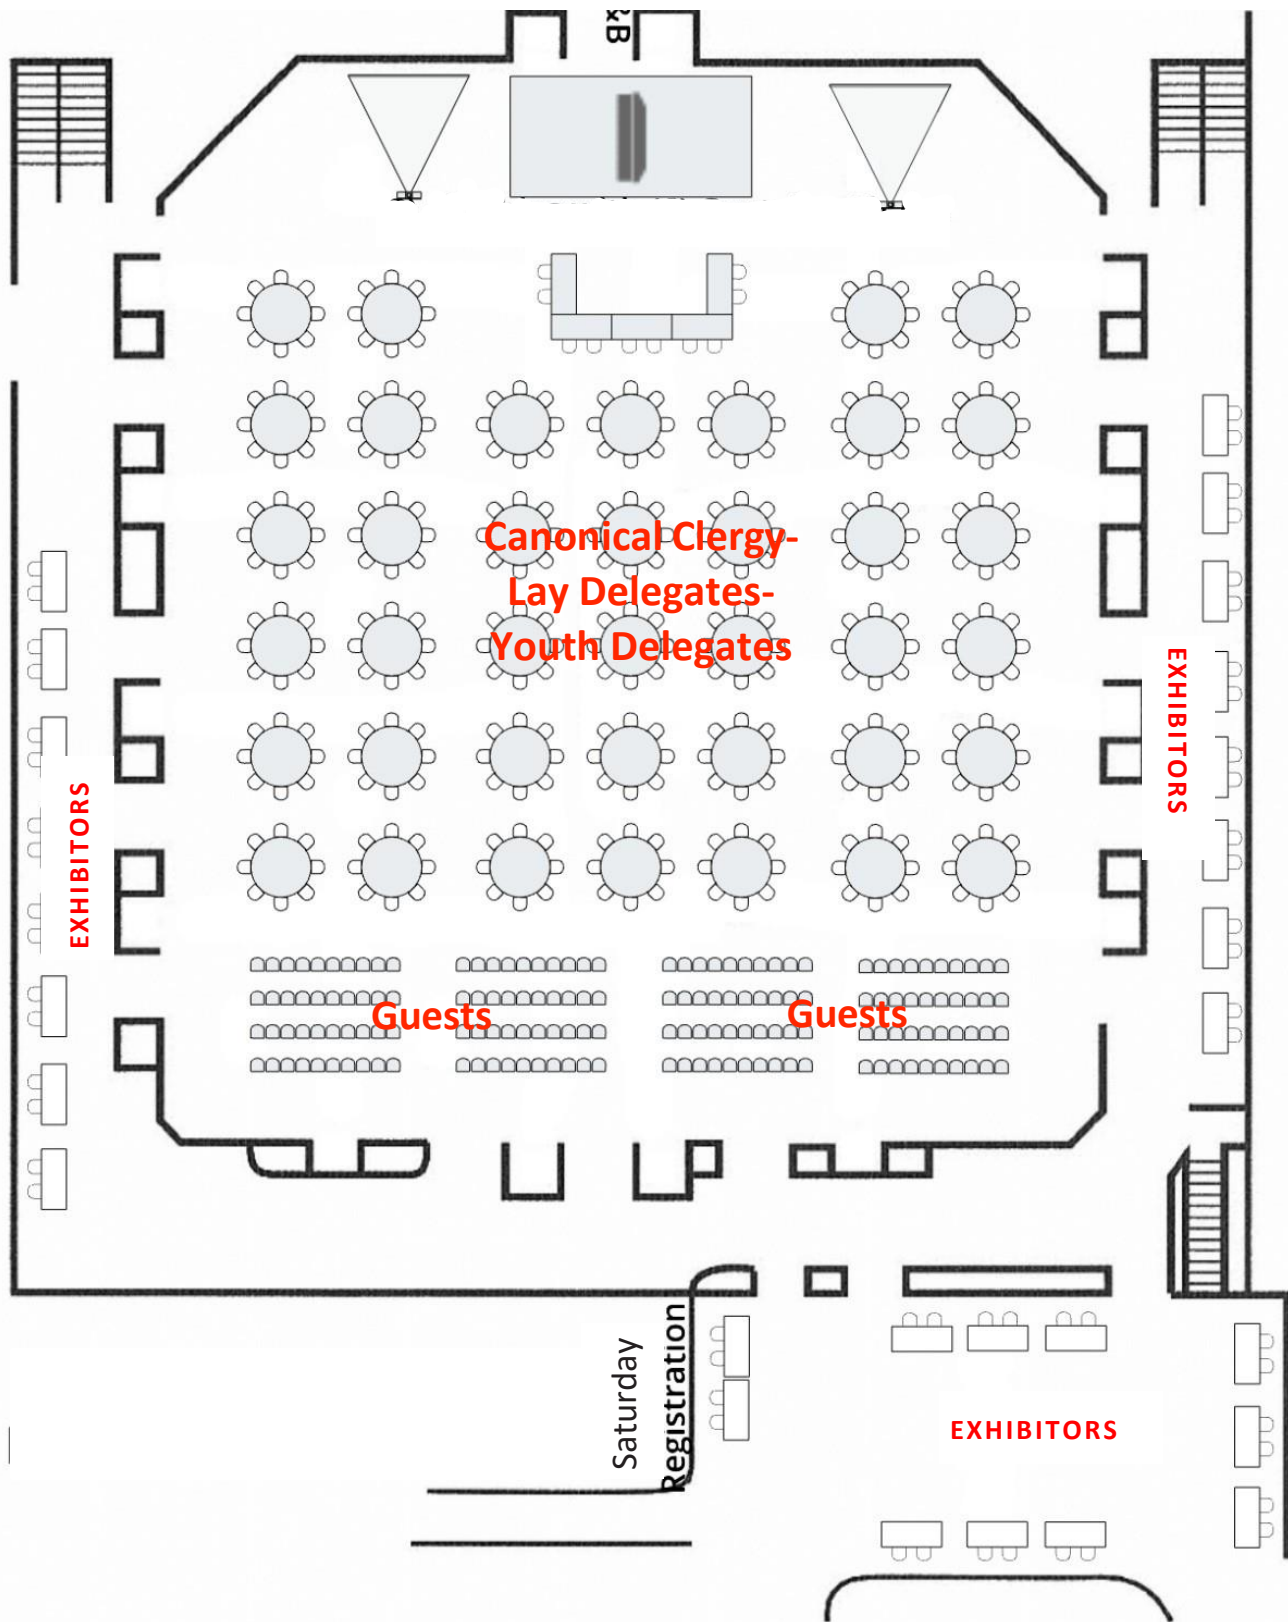 &B
Canonical Clergy-
Lay Delegates-
Youth Delegates
EXHIBITORS
EXHIBITORS
Guests
Guests
Saturday
Registration
EXHIBITORS